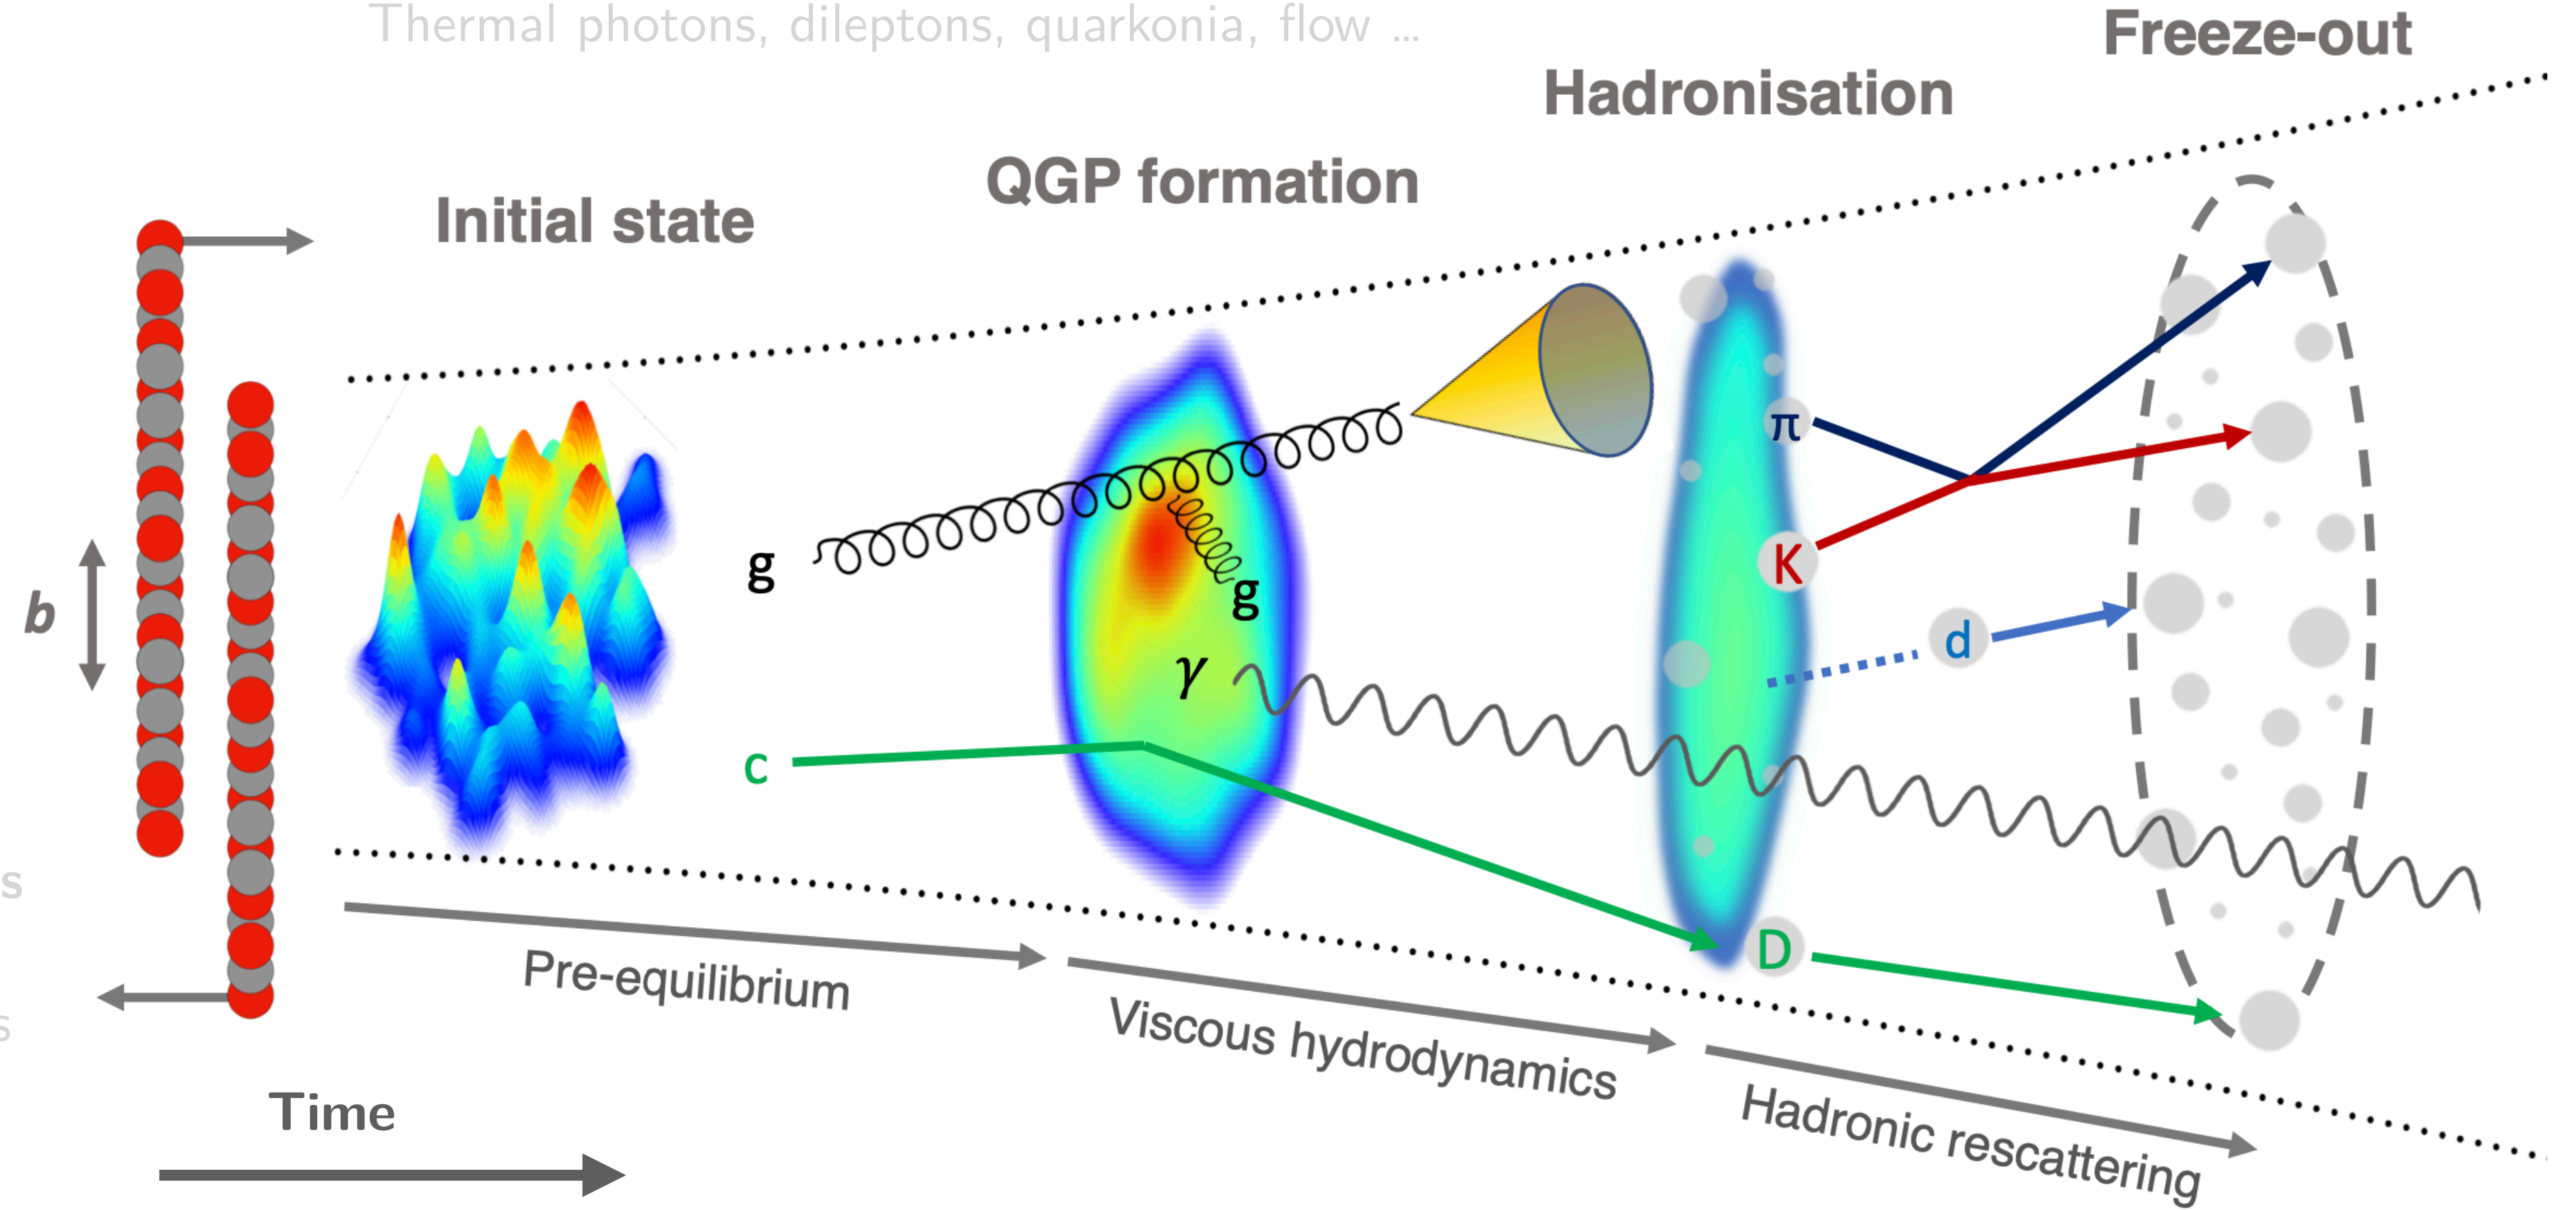 Thermal photons, dileptons, quarkonia, flow ...
Freeze-out
Hadronisation
QGP formation
Initial state
b
g
g
γ
c
π
K
d
D
s
s
Pre-equilibrium
Viscous hydrodynamics
Hadronic rescattering
Time